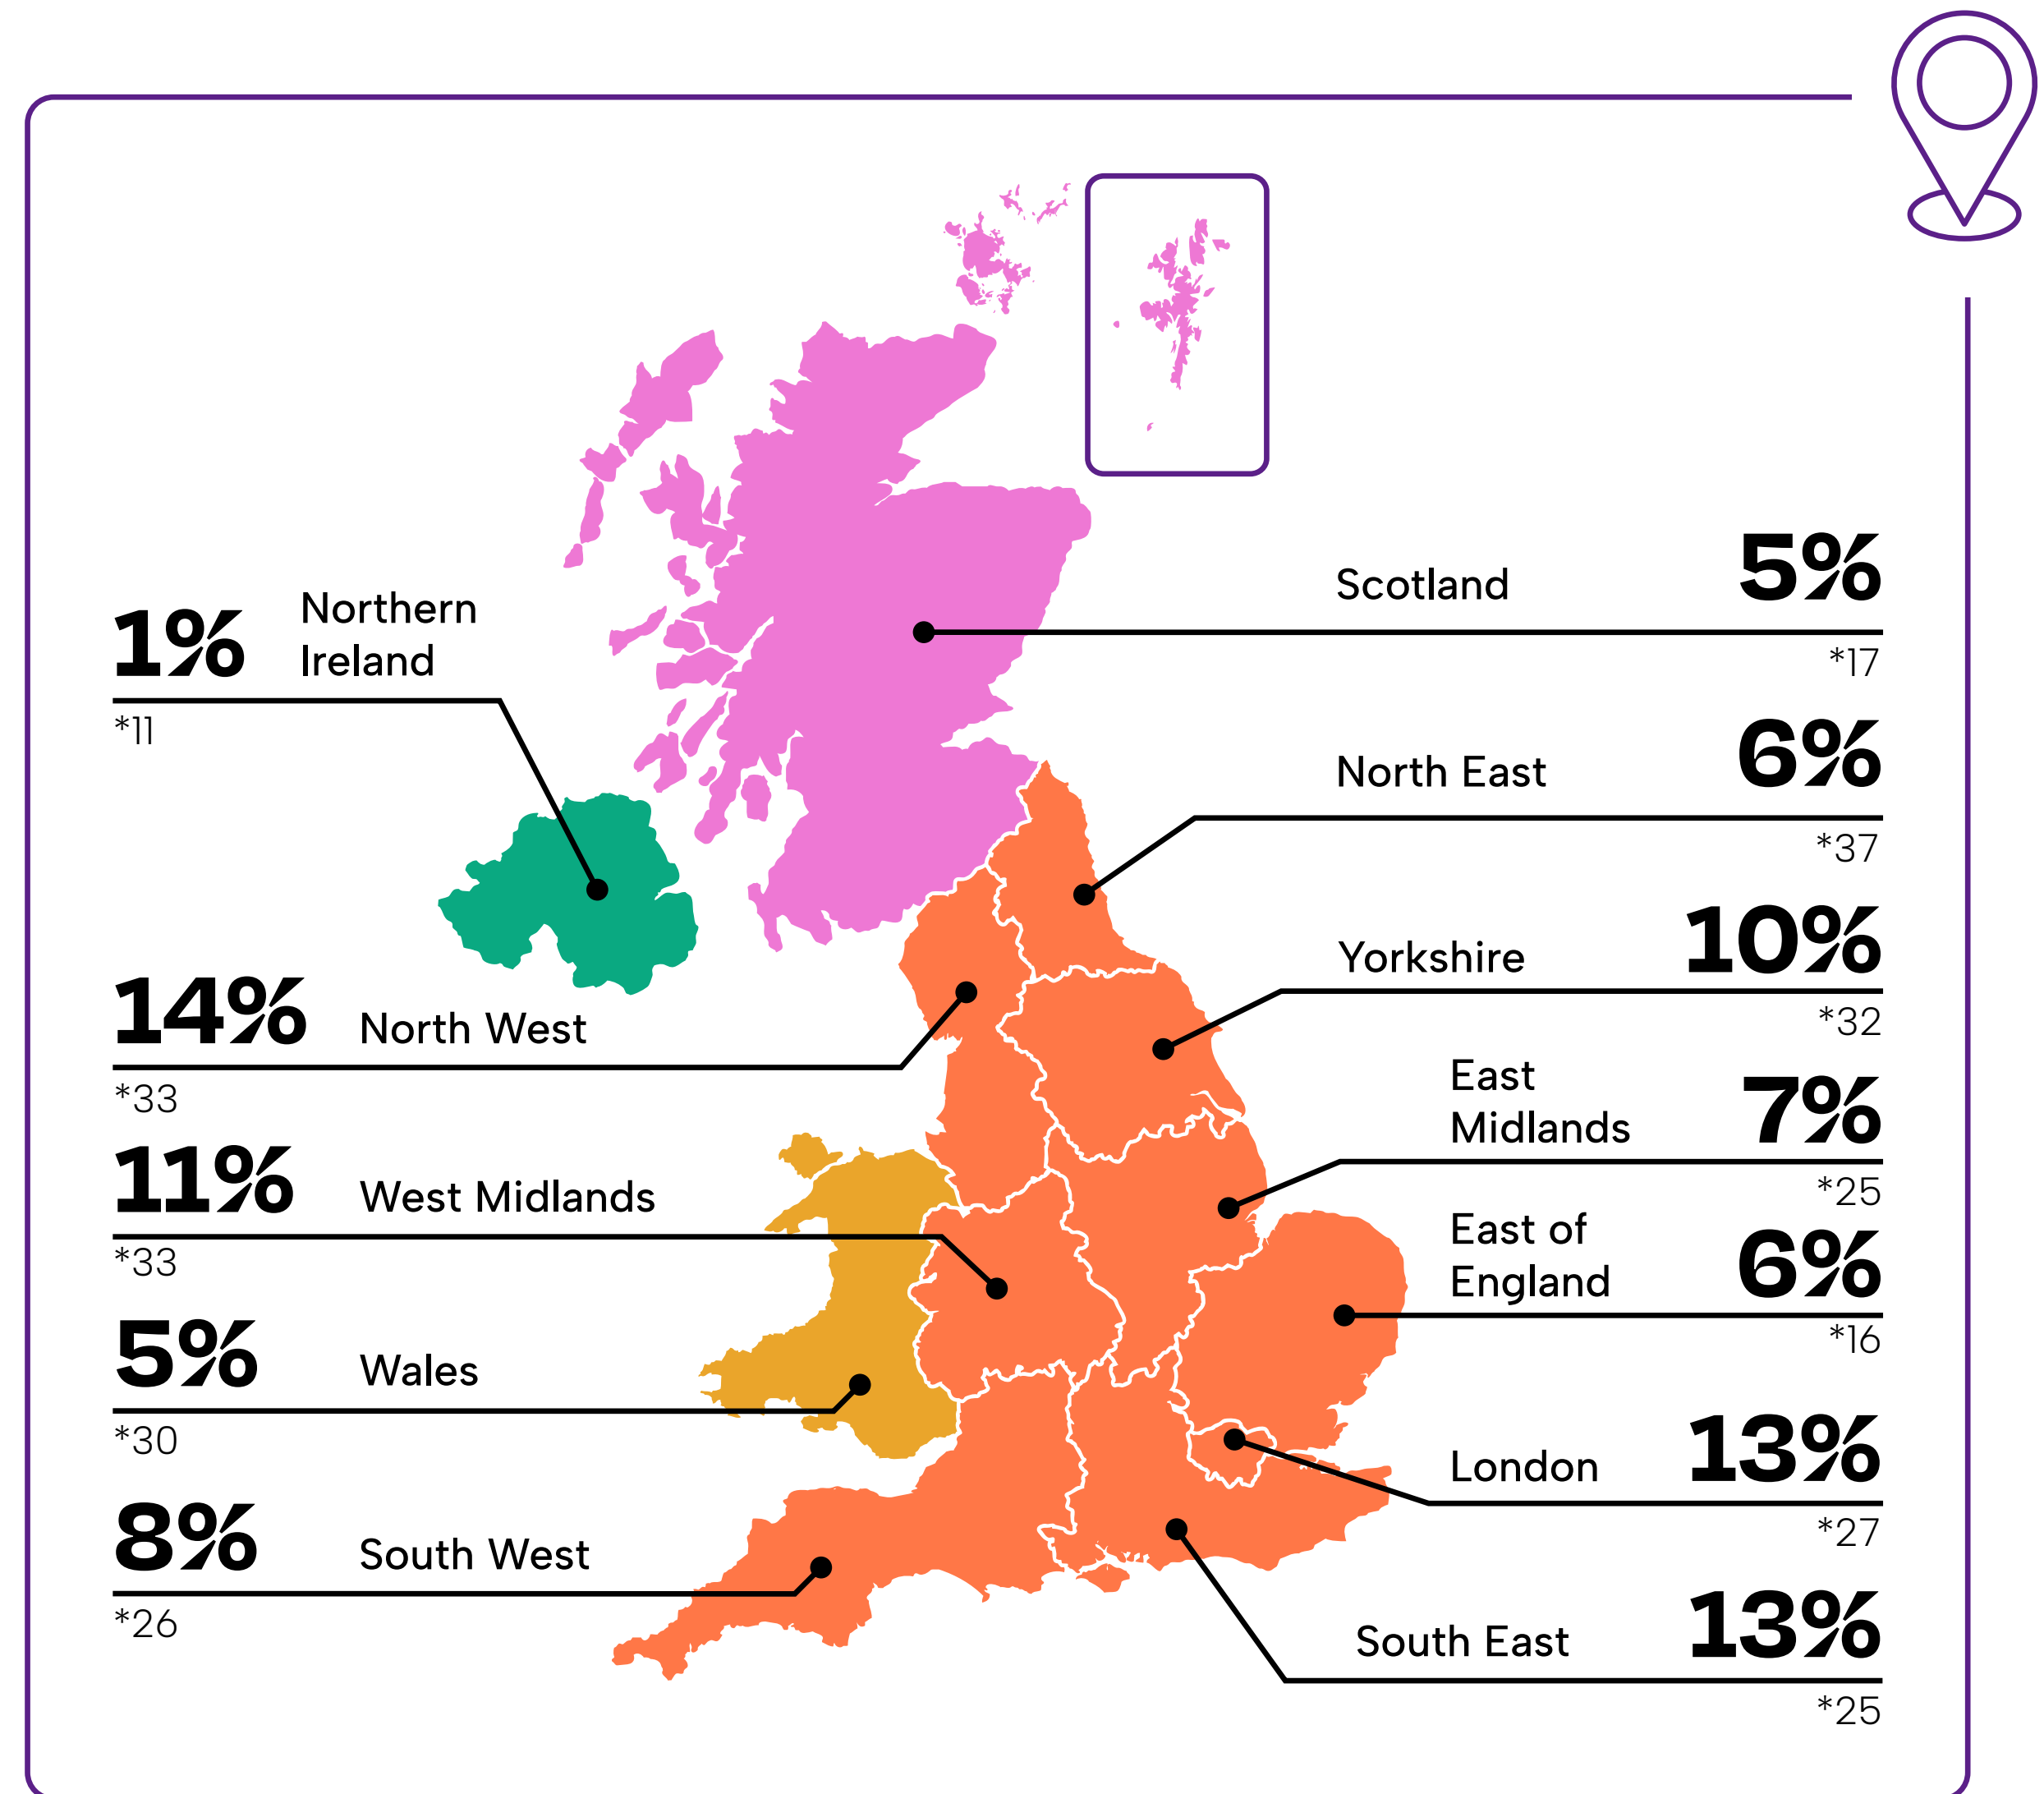 1% Northern
Ireland
*11
14% North West
*33
11% West Midlands
*33
5% Wales
*30
8% South West
*26
Scotland 5%
*17
North East 6%
*37
Yorkshire 10%
*32
East
Midlands 7%
*25
East of
England 6%
*16
London 13%
*27
South East 13%
*25